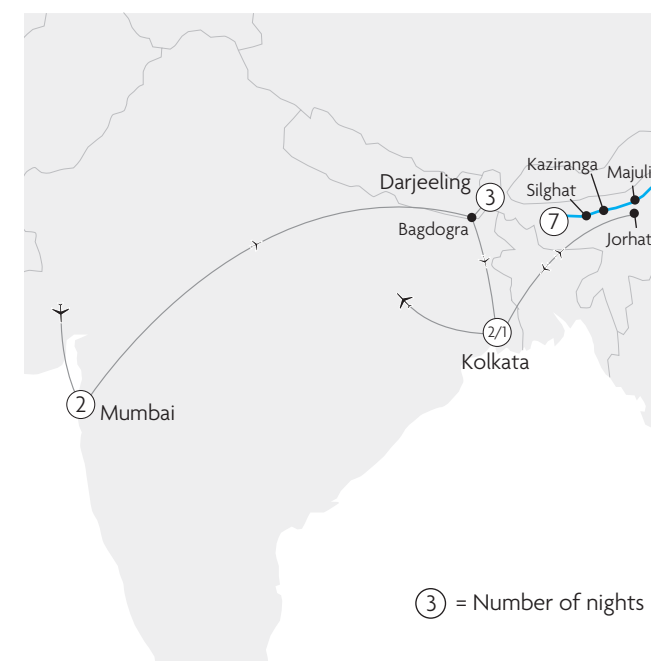 Kaziranga
Majuli
Darjeeling
Silghat
3
7
Bagdogra
Jorhat
2/1
Kolkata
2
Mumbai
3 = Number of nights